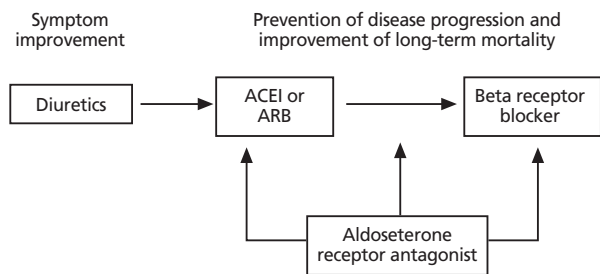 Symptom
improvement
Prevention of disease progression and
improvement of long-term mortality
Diuretics
ACEI or
ARB
Beta receptor
blocker
Aldoseterone
receptor antagonist